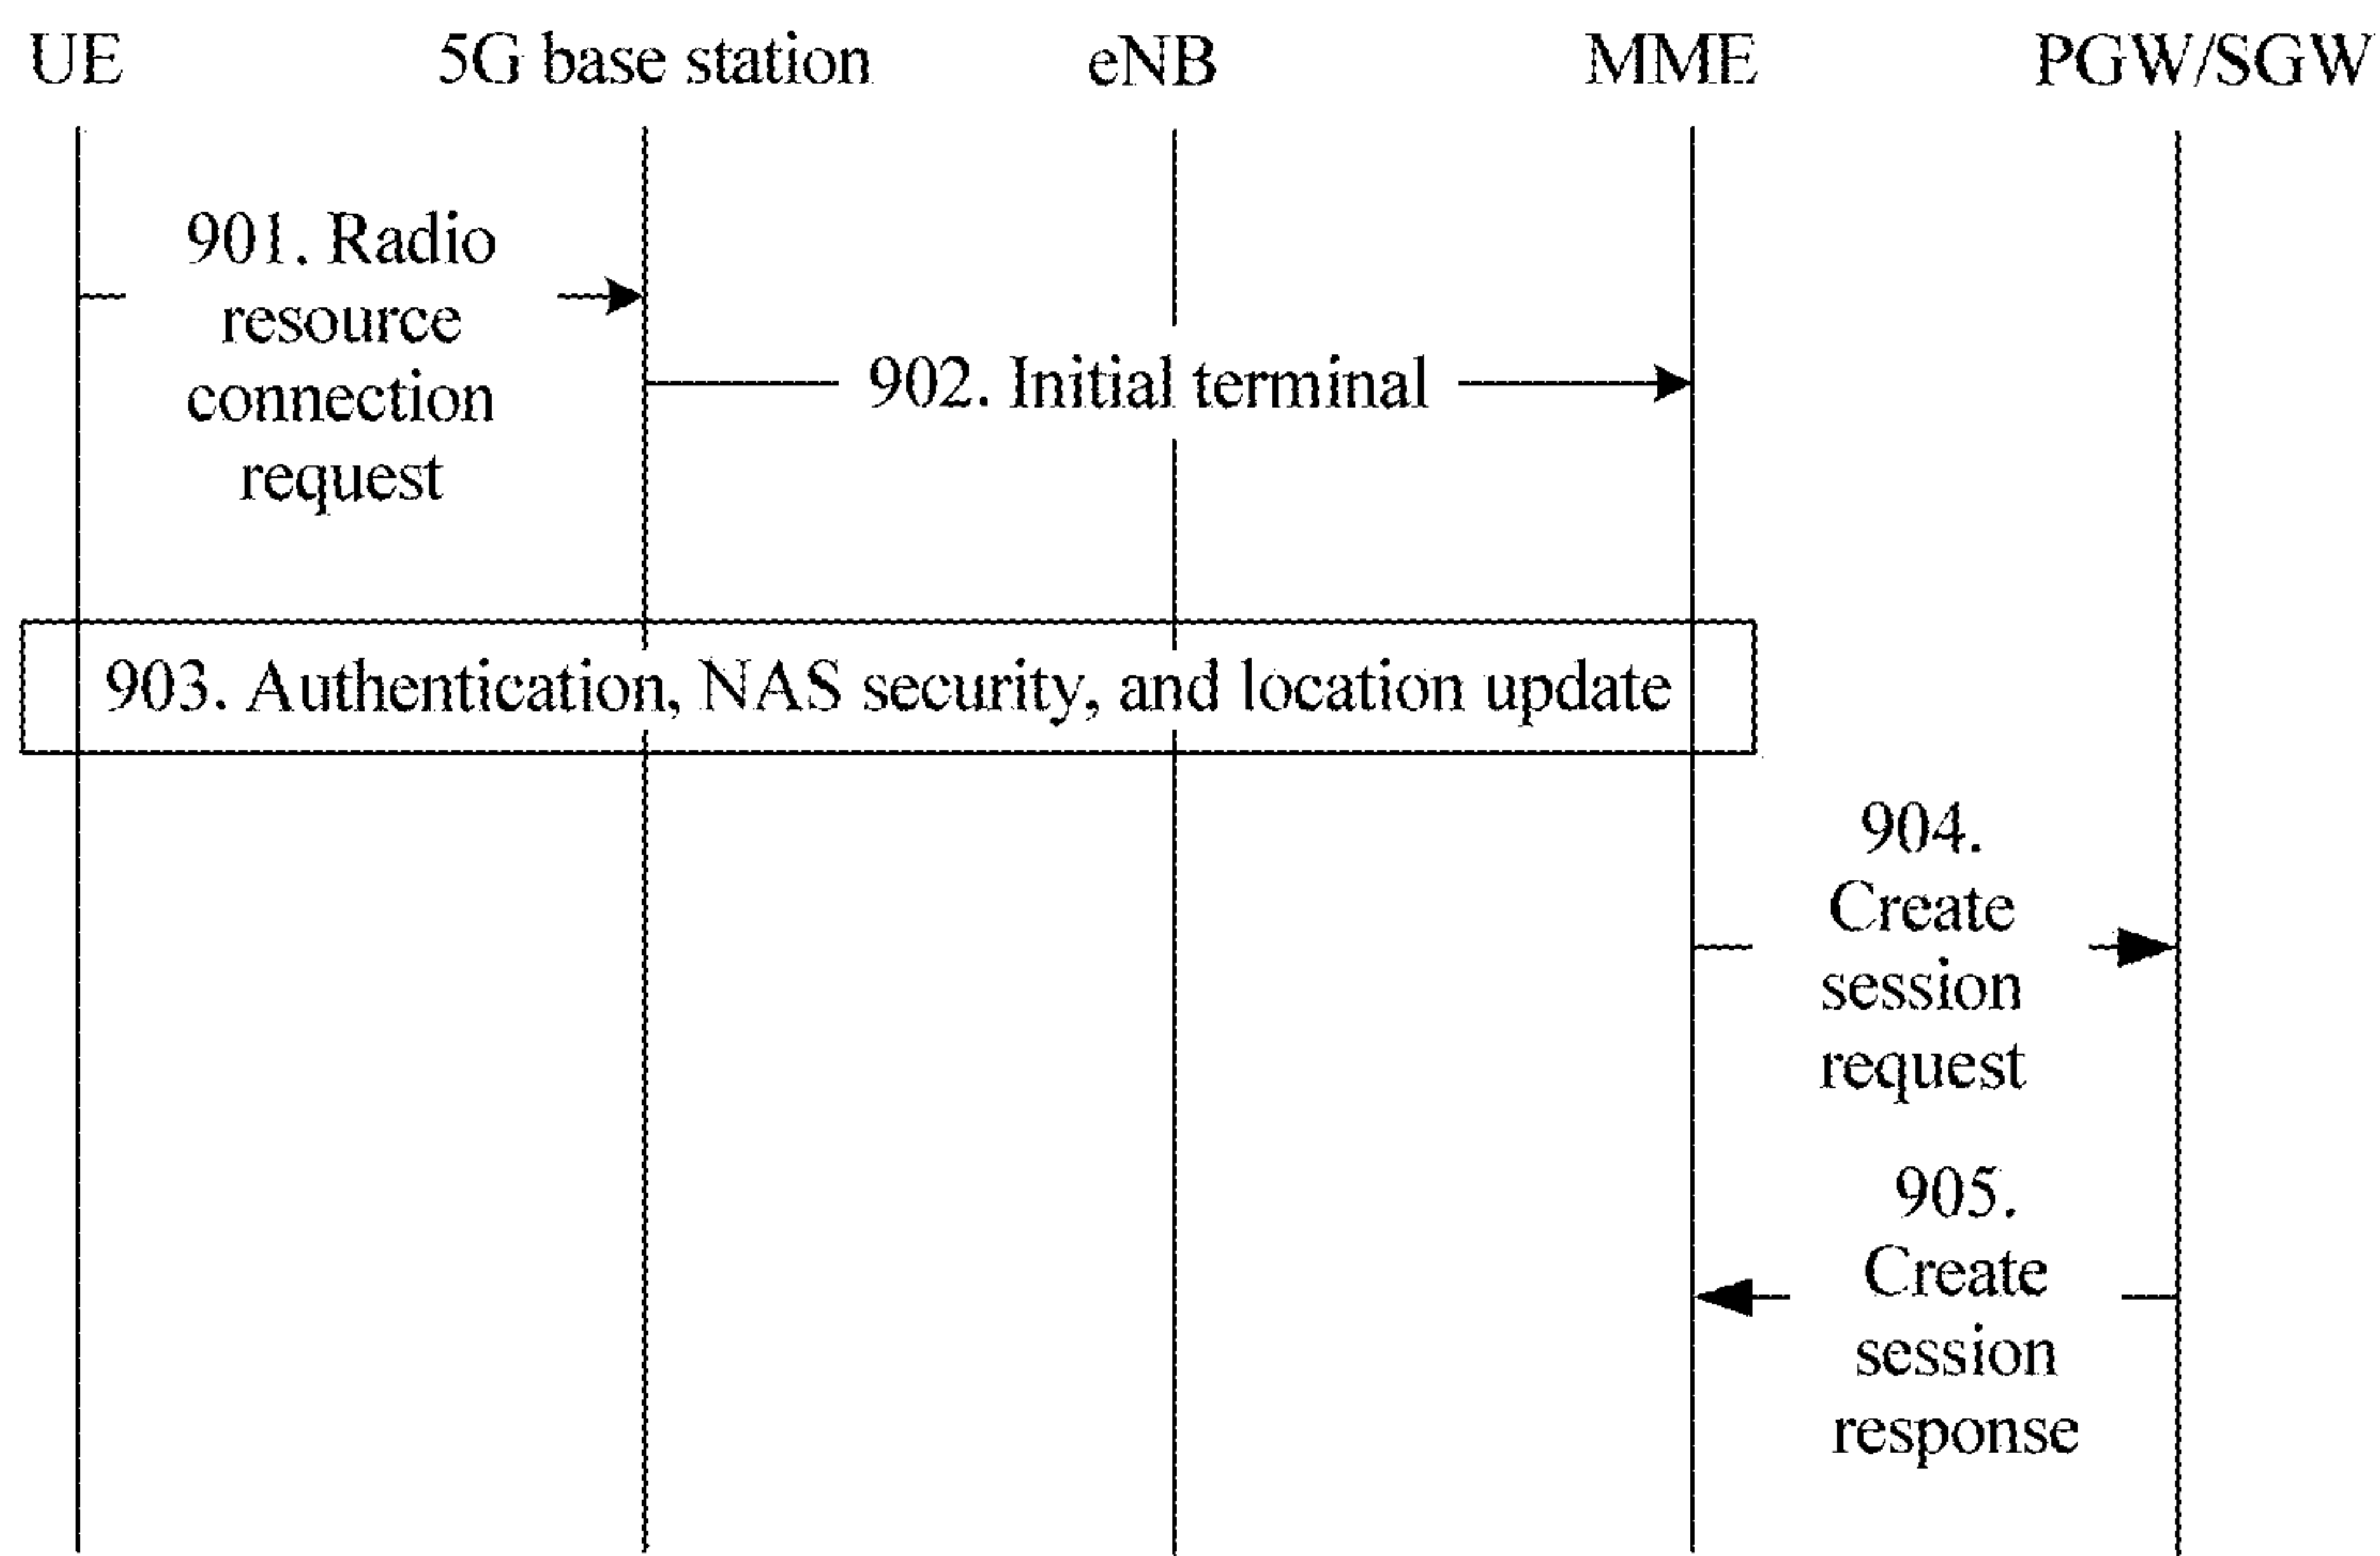 UE 5G base station eNB MME PGW/SGW
901. Radio
resource
connection
request
902. Initial terminal
903. Authentication, NAS security, and location update
904.
Create
session
request
905.
Create
session
response